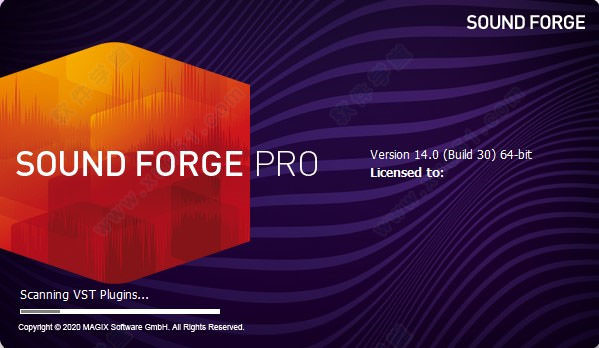 SOUND FORGE
SOUND FORGE PRO
Version 14.0 (Build 30) 64-bit
Licensed to:
Scanning VST Plugins...
Copyright © 2020 MAGIX Software GmbH. All Rights Reserved.